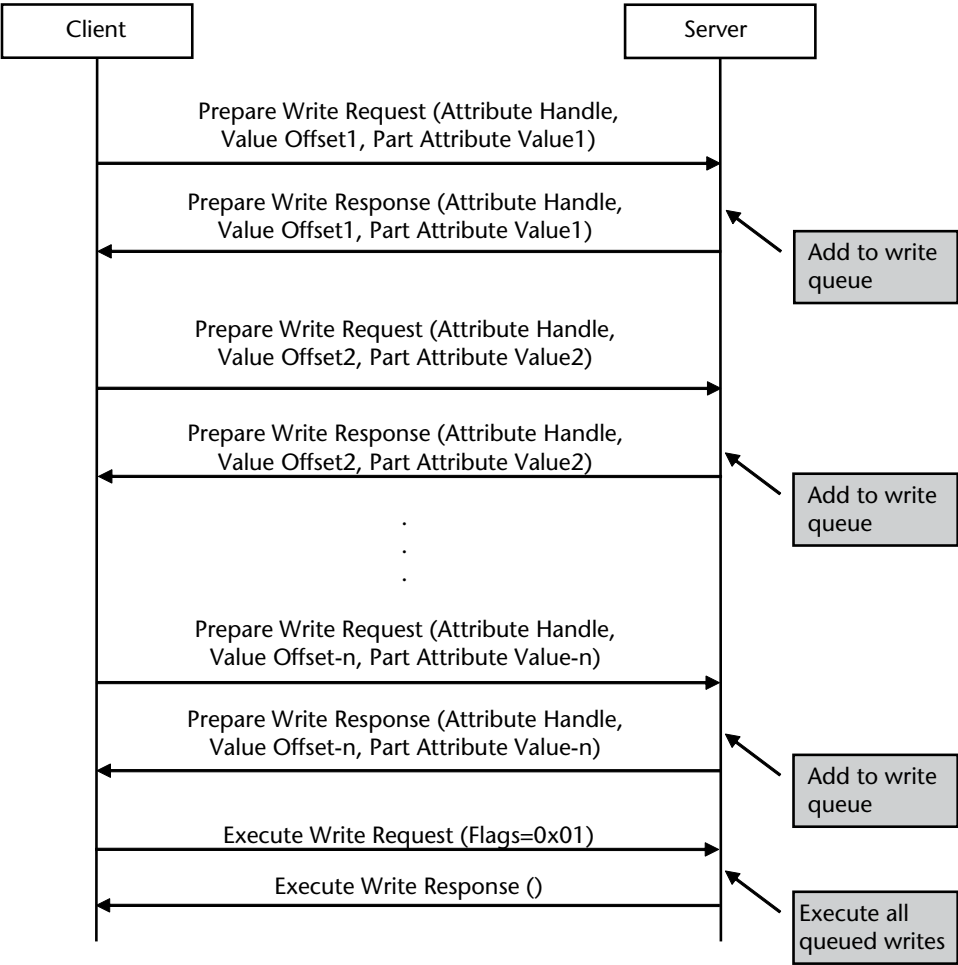 Client
Server
Prepare Write Request (Attribute Handle,
Value Offset1, Part Attribute Value1)
Prepare Write Response (Attribute Handle,
Value Offset1, Part Attribute Value1)
Add to write
queue
Prepare Write Request (Attribute Handle,
Value Offset2, Part Attribute Value2)
Prepare Write Response (Attribute Handle,
Value Offset2, Part Attribute Value2)
Add to write
queue
.
.
.
Prepare Write Request (Attribute Handle,
Value Offset-n, Part Attribute Value-n)
Prepare Write Response (Attribute Handle,
Value Offset-n, Part Attribute Value-n)
Add to write
queue
Execute Write Request (Flags=0x01)
Execute Write Response ()
Execute all
queued writes